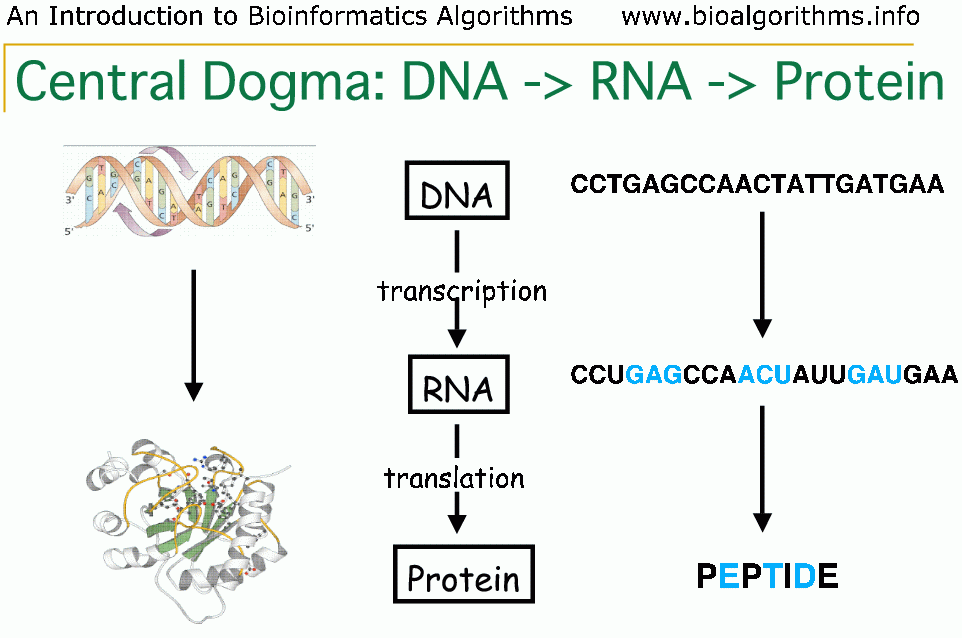 An Introduction to Bioinformatics Algorithms www.bioalgorithms.info
Central Dogma: DNA -> RNA -> Protein
3'
5'
3'
5'
DNA
CCTGAGCCAACTATTGATGAA
transcription
RNA
CCUGAGCCAACUAUUGAUGAA
translation
Protein
PEPTIDE